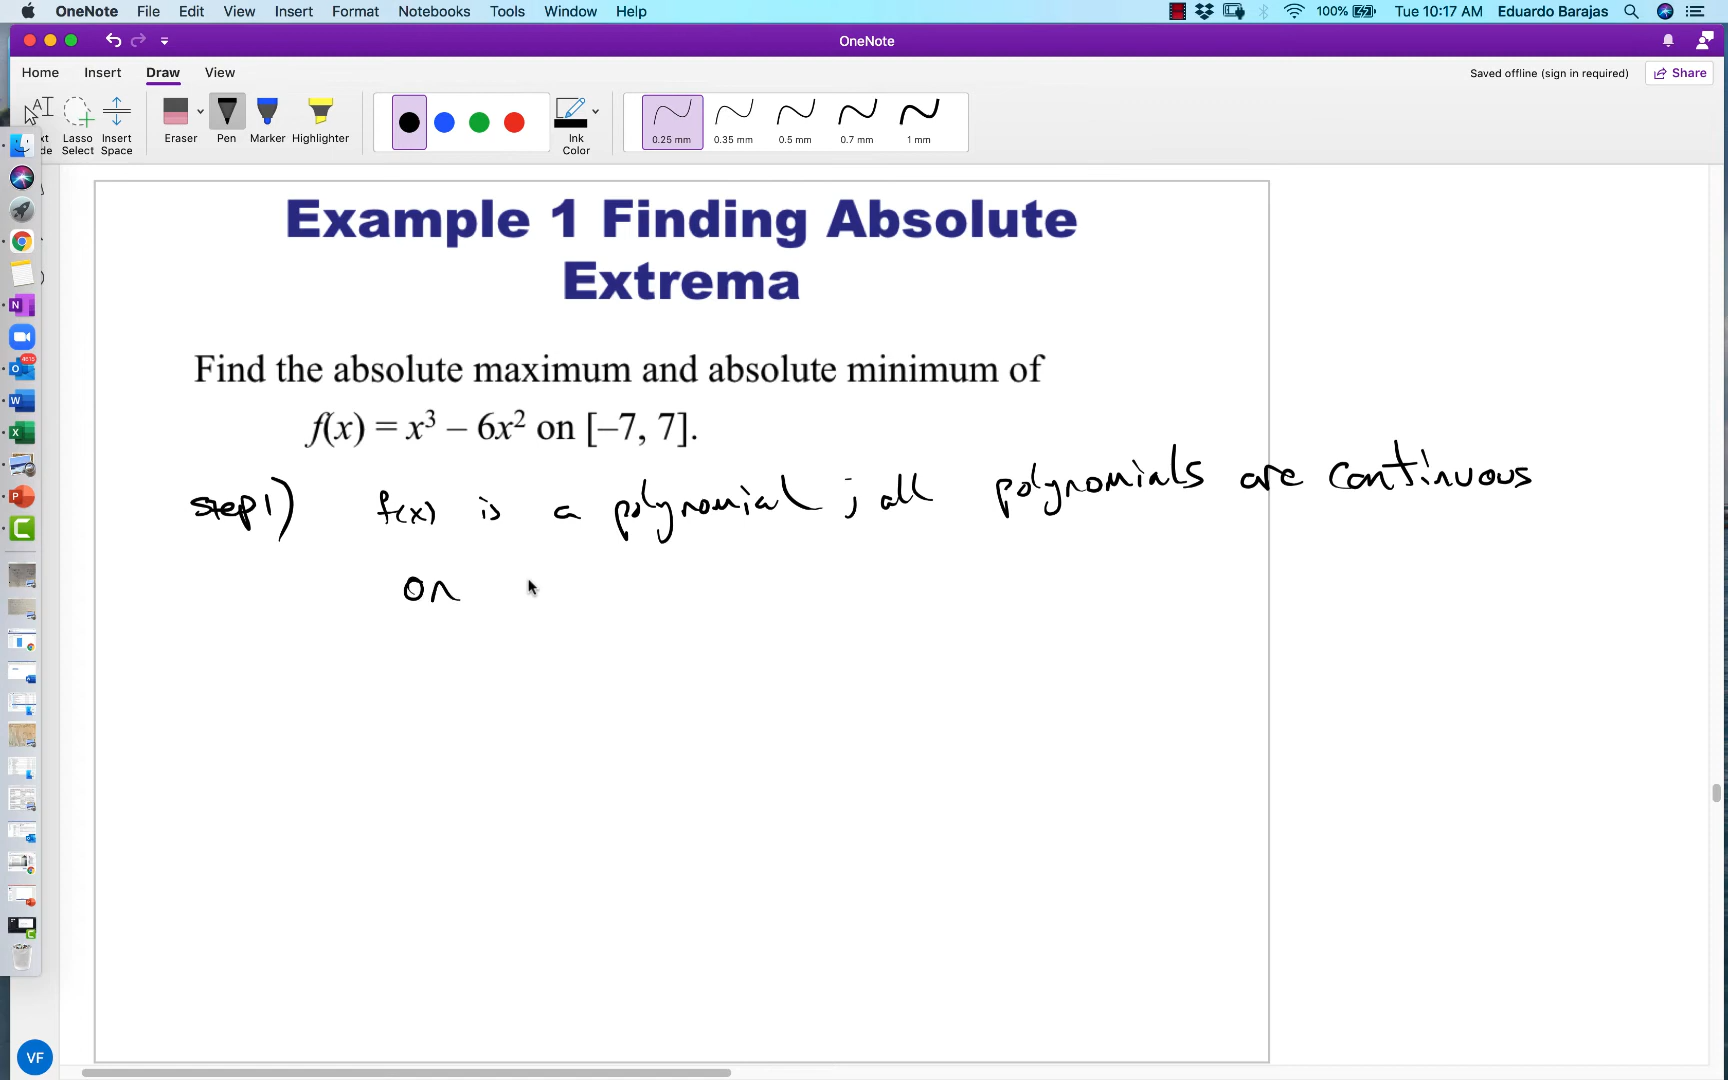 OneNote File Edit View Insert Format Notebooks Tools Window Help 100% Tue 10:17 AM Eduardo Barajas
OneNote
Home Insert Draw View Saved offline (sign in required) Share
Lasso Select
Insert Space
Eraser
Pen
Marker
Highlighter
Ink Color
0.25 mm 0.35 mm 0.5 mm 0.7 mm 1 mm
Example 1 Finding Absolute
Extrema
Find the absolute maximum and absolute minimum of
f(x) = x³ – 6x² on [–7, 7].
step 1) f(x) is a polynomial ; all polynomials are continuous
on
VF